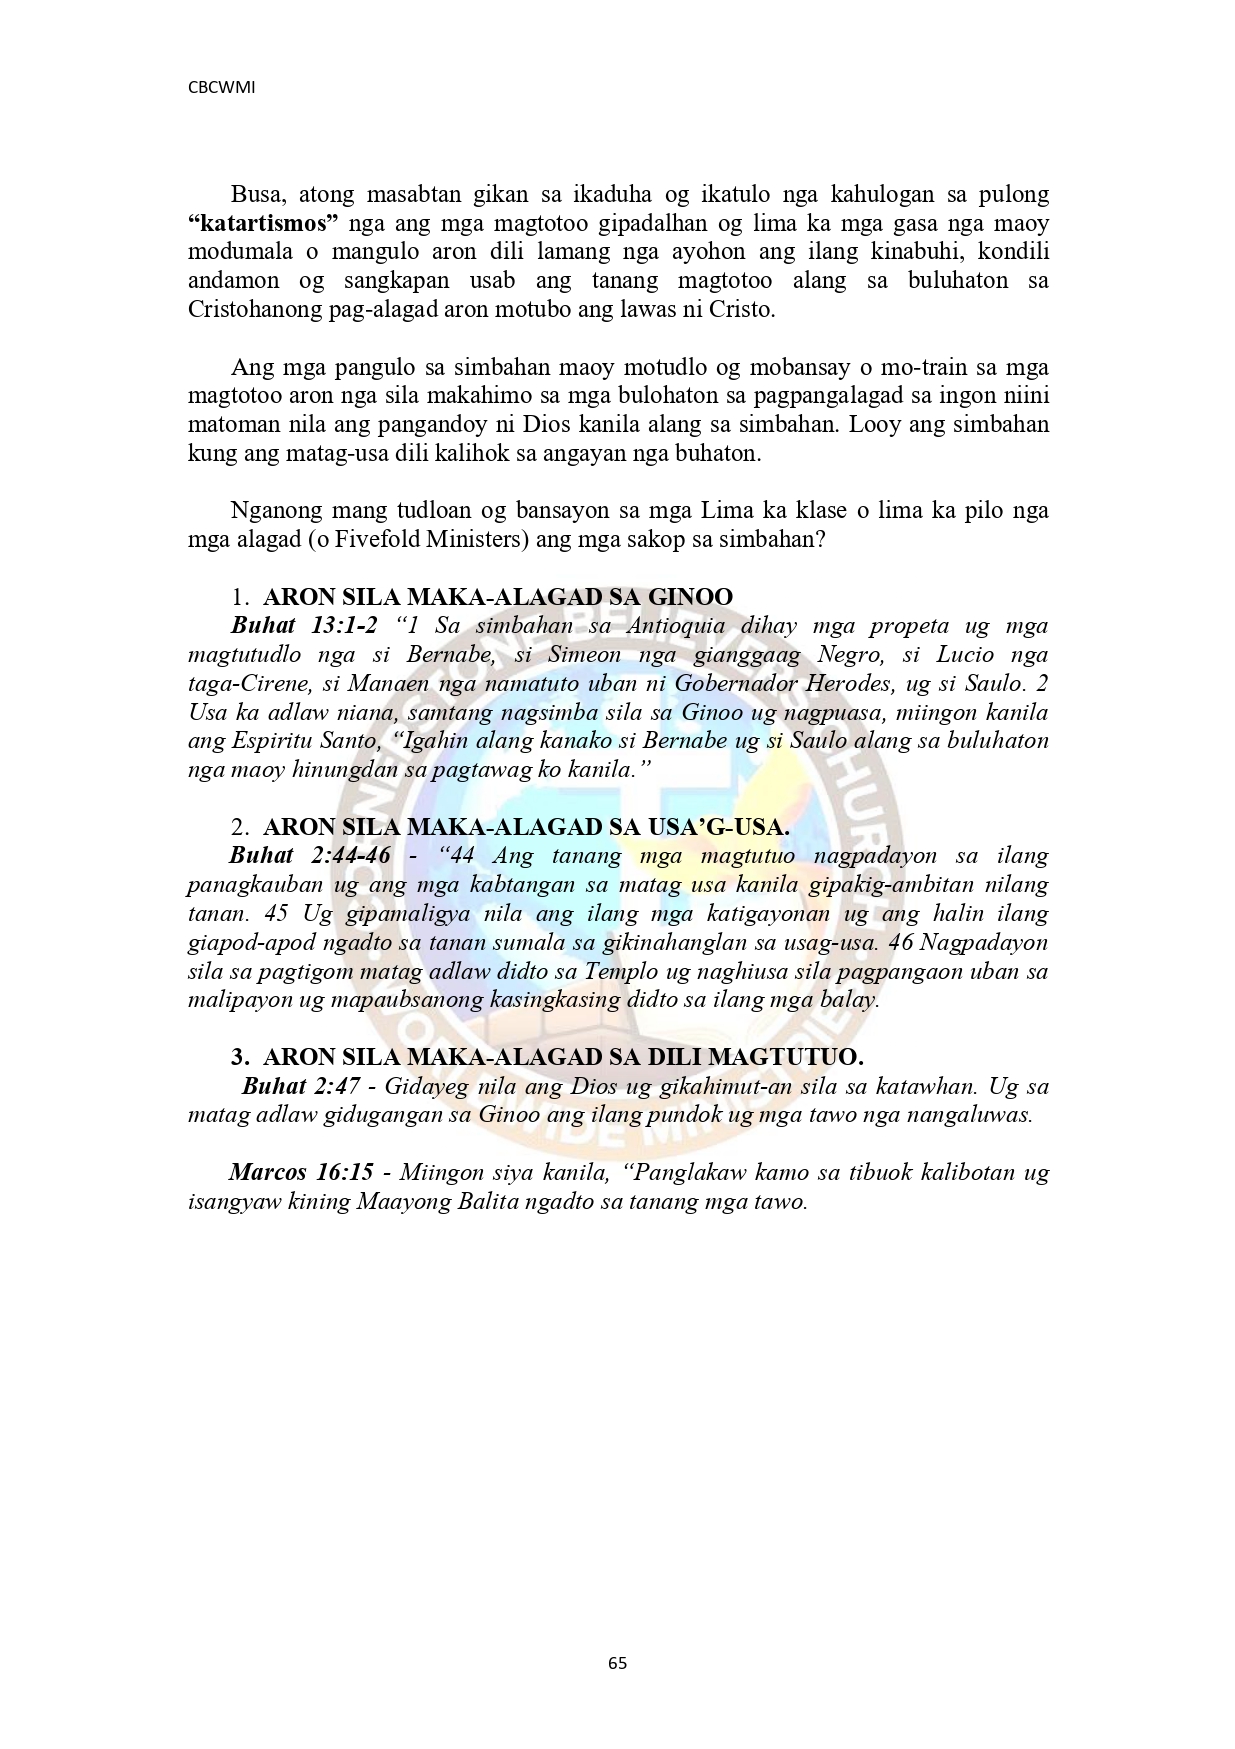 CBCWMI
Busa, atong masabtan gikan sa ikaduha og ikatulo nga kahulogan sa pulong
“katartismos” nga ang mga magtotoo gipadalhan og lima ka mga gasa nga maoy
modumala o mangulo aron dili lamang nga ayohon ang ilang kinabuhi, kondili
andamon og sangkapan usab ang tanang magtotoo alang sa buluhaton sa
Cristohanong pag-alagad aron motubo ang lawas ni Cristo.
Ang mga pangulo sa simbahan maoy motudlo og mobansay o mo-train sa mga
magtotoo aron nga sila makahimo sa mga bulohaton sa pagpangalagad sa ingon niini
matoman nila ang pangandoy ni Dios kanila alang sa simbahan. Looy ang simbahan
kung ang matag-usa dili kalihok sa angayan nga buhaton.
Nganong mang tudloan og bansayon sa mga Lima ka klase o lima ka pilo nga
mga alagad (o Fivefold Ministers) ang mga sakop sa simbahan?
1. ARON SILA MAKA-ALAGAD SA GINOO
Buhat 13:1-2 “1 Sa simbahan sa Antioquia dihay mga propeta ug mga
magtutudlo nga si Bernabe, si Simeon nga gianggaag Negro, si Lucio nga
taga-Cirene, si Manaen nga namatuto uban ni Gobernador Herodes, ug si Saulo. 2
Usa ka adlaw niana, samtang nagsimba sila sa Ginoo ug nagpuasa, miingon kanila
ang Espiritu Santo, “Igahin alang kanako si Bernabe ug si Saulo alang sa buluhaton
nga maoy hinungdan sa pagtawag ko kanila.”
2. ARON SILA MAKA-ALAGAD SA USA’G-USA.
Buhat 2:44-46 - “44 Ang tanang mga magtutuo nagpadayon sa ilang
panagkauban ug ang mga kabtangan sa matag usa kanila gipakig-ambitan nilang
tanan. 45 Ug gipamaligya nila ang ilang mga katigayonan ug ang halin ilang
giapod-apod ngadto sa tanan sumala sa gikinahanglan sa usag-usa. 46 Nagpadayon
sila sa pagtigom matag adlaw didto sa Templo ug naghiusa sila pagpangaon uban sa
malipayon ug mapaubsanong kasingkasing didto sa ilang mga balay.
3. ARON SILA MAKA-ALAGAD SA DILI MAGTUTUO.
Buhat 2:47 - Gidayeg nila ang Dios ug gikahimut-an sila sa katawhan. Ug sa
matag adlaw gidugangan sa Ginoo ang ilang pundok ug mga tawo nga nangaluwas.
Marcos 16:15 - Miingon siya kanila, “Panglakaw kamo sa tibuok kalibotan ug
isangyaw kining Maayong Balita ngadto sa tanang mga tawo.
CORNERSTONE BELIEVERS CHURCH
WORLDWIDE MINISTRIES
65